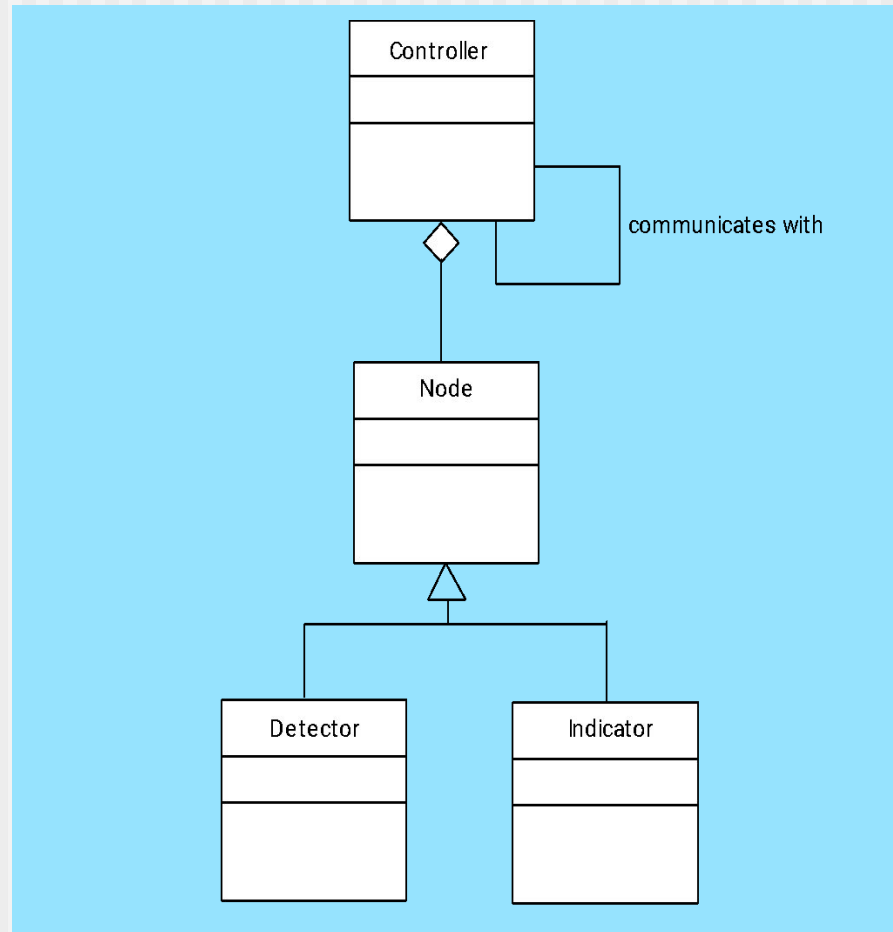 Controller
communicates with
Node
Detector
Indicator